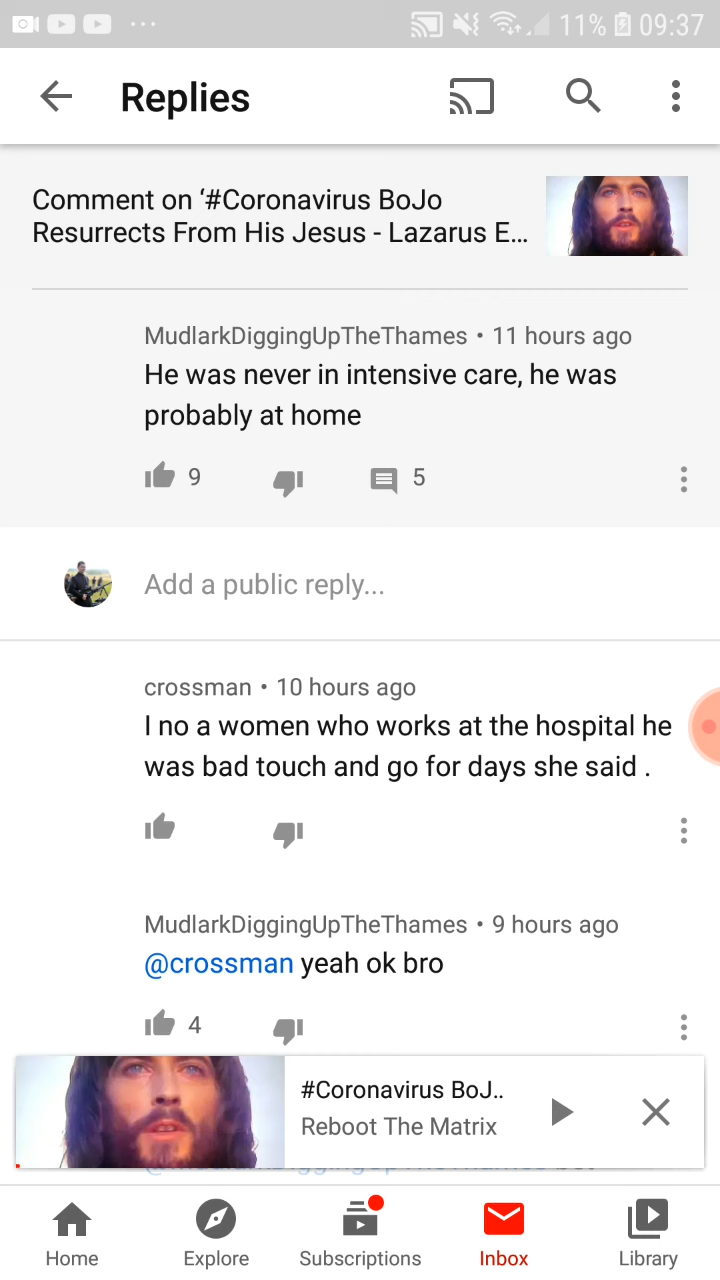 11% 09:37
Replies
Comment on ‘#Coronavirus BoJo
Resurrects From His Jesus - Lazarus E...
MudlarkDiggingUpTheThames • 11 hours ago
He was never in intensive care, he was
probably at home
9 5
Add a public reply...
crossman • 10 hours ago
I no a women who works at the hospital he
was bad touch and go for days she said .
MudlarkDiggingUpTheThames • 9 hours ago
@crossman yeah ok bro
4
#Coronavirus BoJ..
Reboot The Matrix
Home Explore Subscriptions Inbox Library